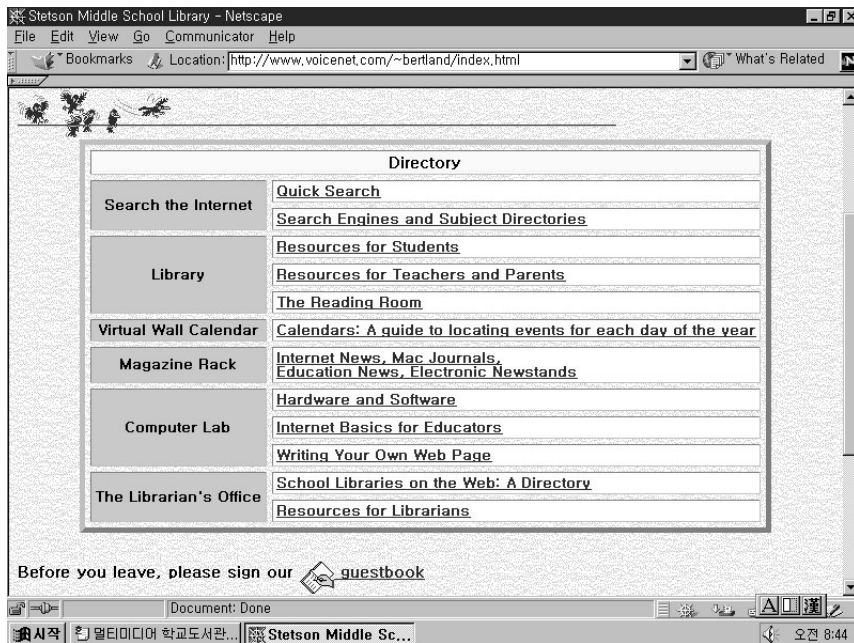 Stetson Middle School Library - Netscape
File Edit View Go Communicator Help
Bookmarks Location: http://www.voicenet.com/~bertland/index.html What's Related N
Directory
Search the Internet
Quick Search
Search Engines and Subject Directories
Library
Resources for Students
Resources for Teachers and Parents
The Reading Room
Virtual Wall Calendar
Calendars: A guide to locating events for each day of the year
Magazine Rack
Internet News, Mac Journals,
Education News, Electronic Newstands
Computer Lab
Hardware and Software
Internet Basics for Educators
Writing Your Own Web Page
The Librarian's Office
School Libraries on the Web: A Directory
Resources for Librarians
Before you leave, please sign our guestbook
Document: Done
A 漢
시작 멀티미디어 학교도서관... Stetson Middle Sc... 오전 8:44